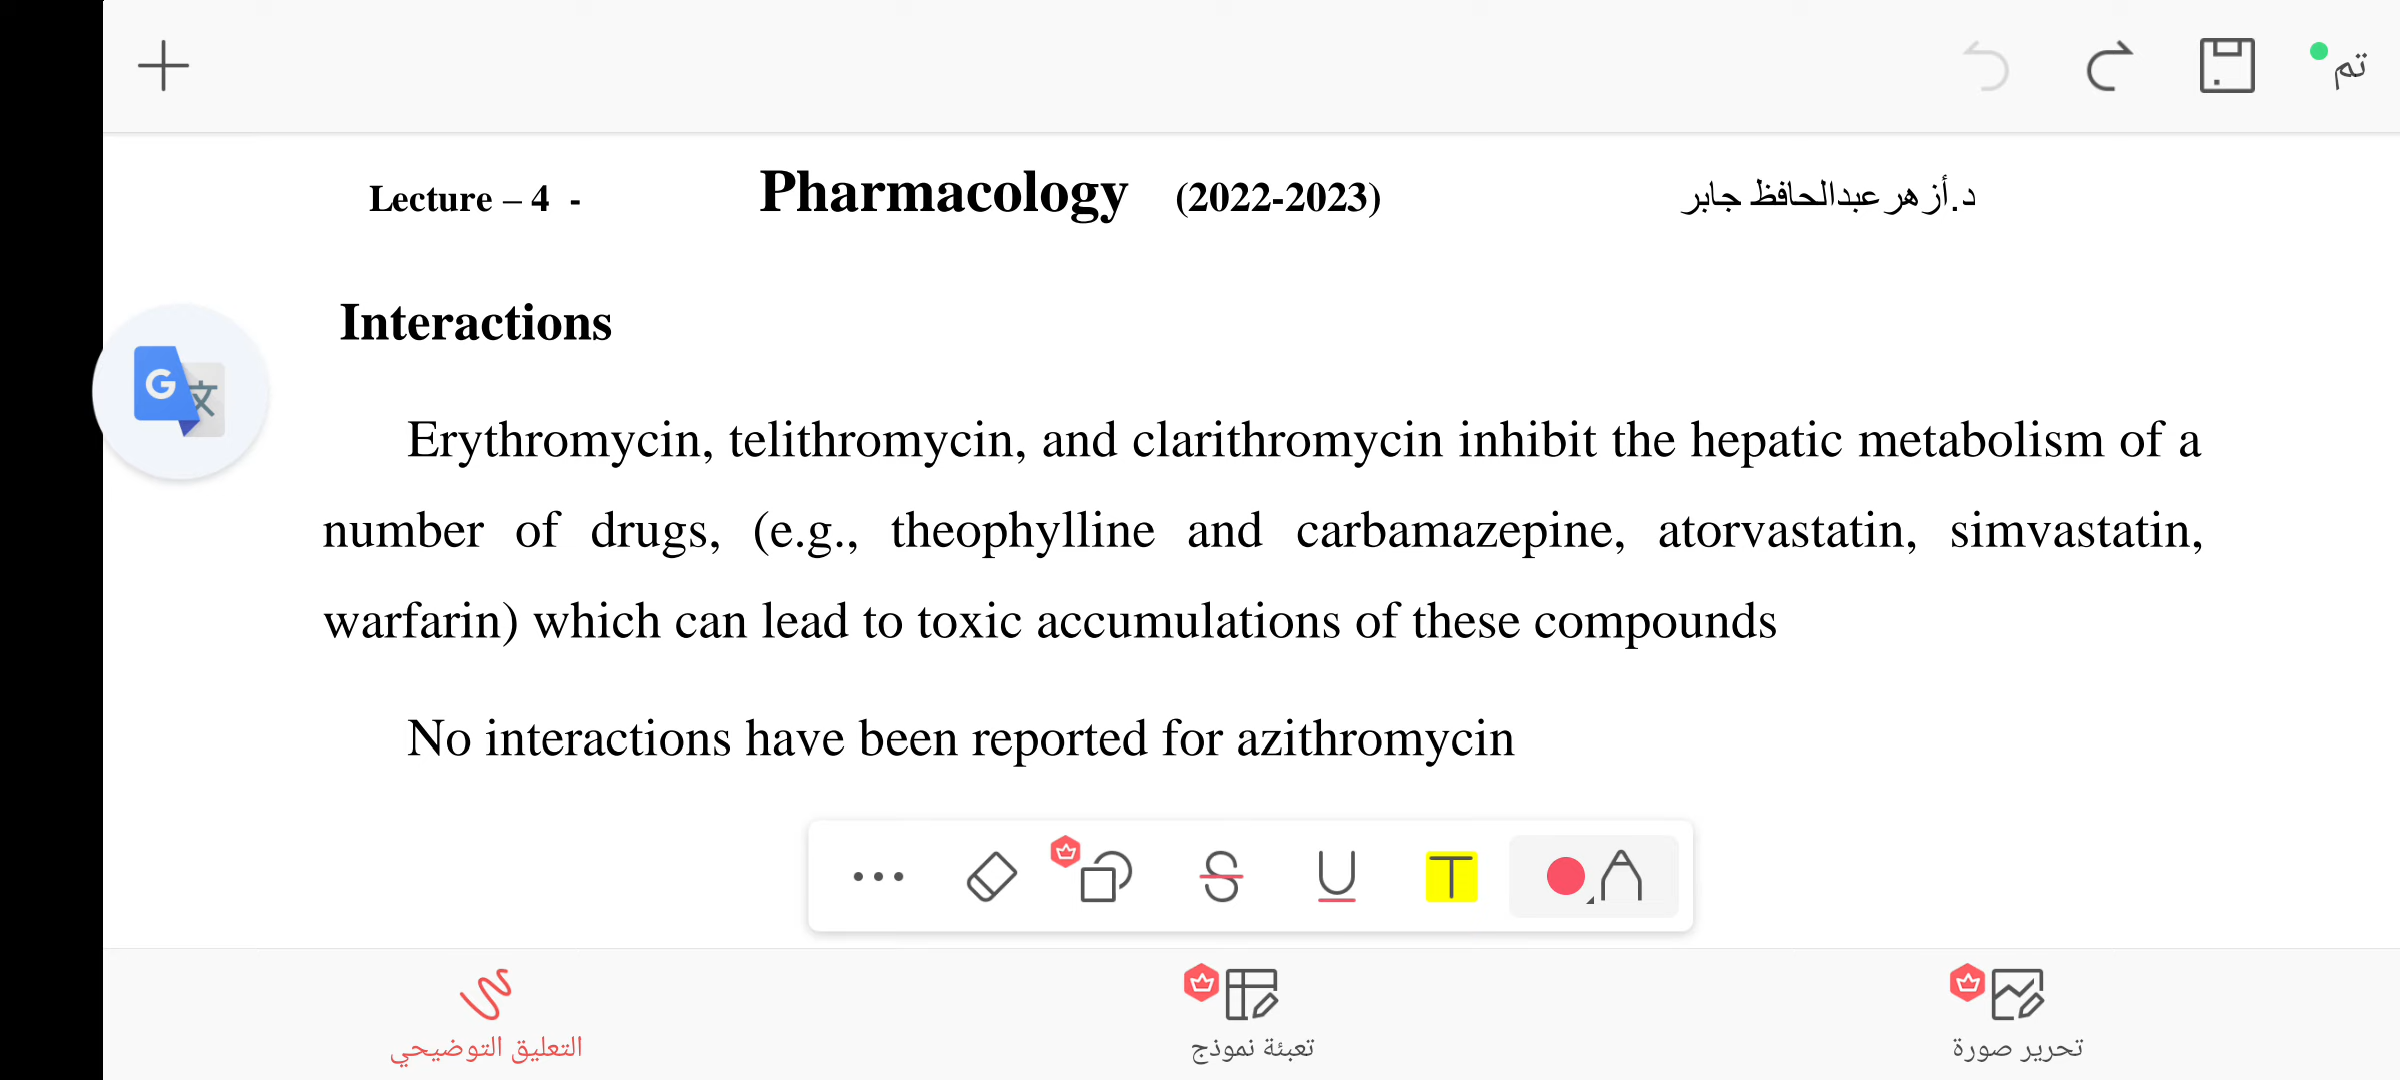 تم
Lecture – 4 - Pharmacology (2022-2023) د.أزهر عبدالحافظ جابر
Interactions
Erythromycin, telithromycin, and clarithromycin inhibit the hepatic metabolism of a
number of drugs, (e.g., theophylline and carbamazepine, atorvastatin, simvastatin,
warfarin) which can lead to toxic accumulations of these compounds
No interactions have been reported for azithromycin
التعليق التوضيحي
تعبئة نموذج
تحرير صورة